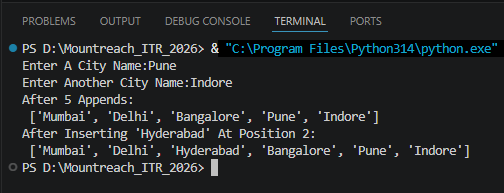 PROBLEMS OUTPUT DEBUG CONSOLE TERMINAL PORTS
PS D:\Mountreach_ITR_2026> & "C:\Program Files\Python314\python.exe"
Enter A City Name:Pune
Enter Another City Name:Indore
After 5 Appends:
['Mumbai', 'Delhi', 'Bangalore', 'Pune', 'Indore']
After Inserting 'Hyderabad' At Position 2:
['Mumbai', 'Delhi', 'Hyderabad', 'Bangalore', 'Pune', 'Indore']
PS D:\Mountreach_ITR_2026>